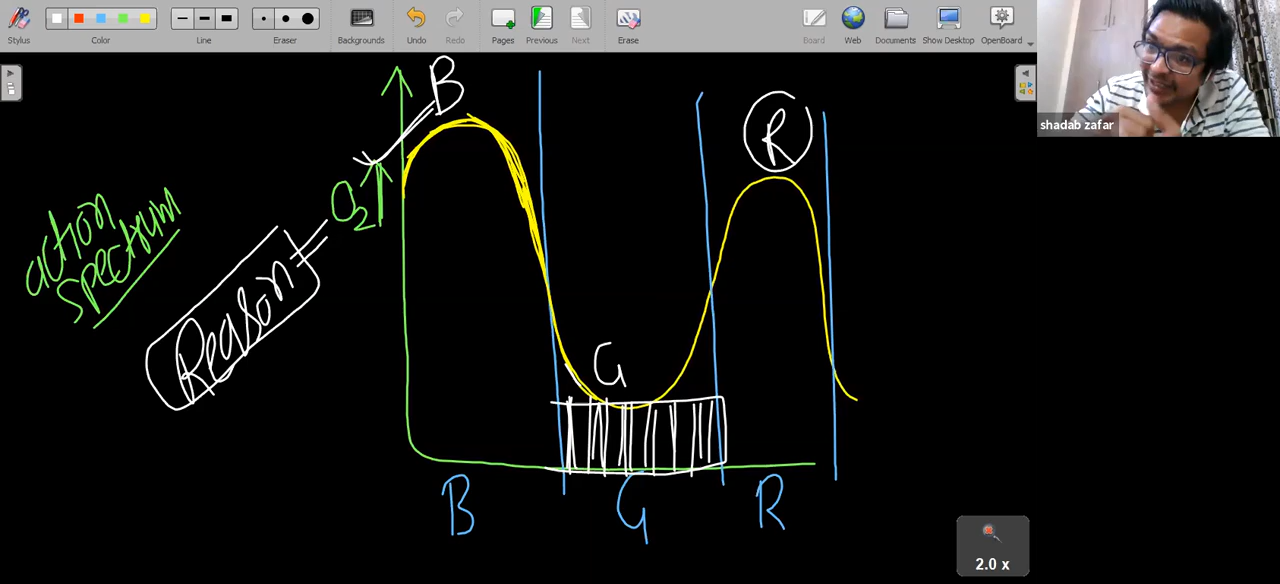 Stylus
Color
Line
Eraser
Backgrounds
Undo
Redo
Pages
Previous
Next
Erase
Board
Web
Documents
Show Desktop
OpenBoard
shadab zafar
B
R
O2
action
spectrum
Reason
G
B
G
R
2.0 x